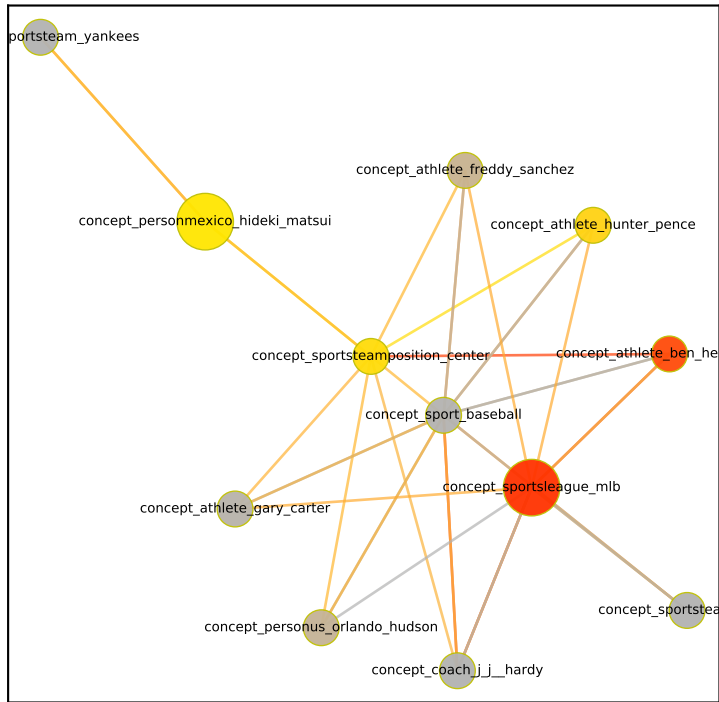 portsteam_yankees
concept_athlete_freddy_sanchez
concept_personmexico_hideki_matsui
concept_athlete_hunter_pence
concept_sportsteamposition_center
concept_athlete_ben_he
concept_sport_baseball
concept_sportsleague_mlb
concept_athlete_gary_carter
concept_sportstea
concept_personus_orlando_hudson
concept_coach_j_j__hardy